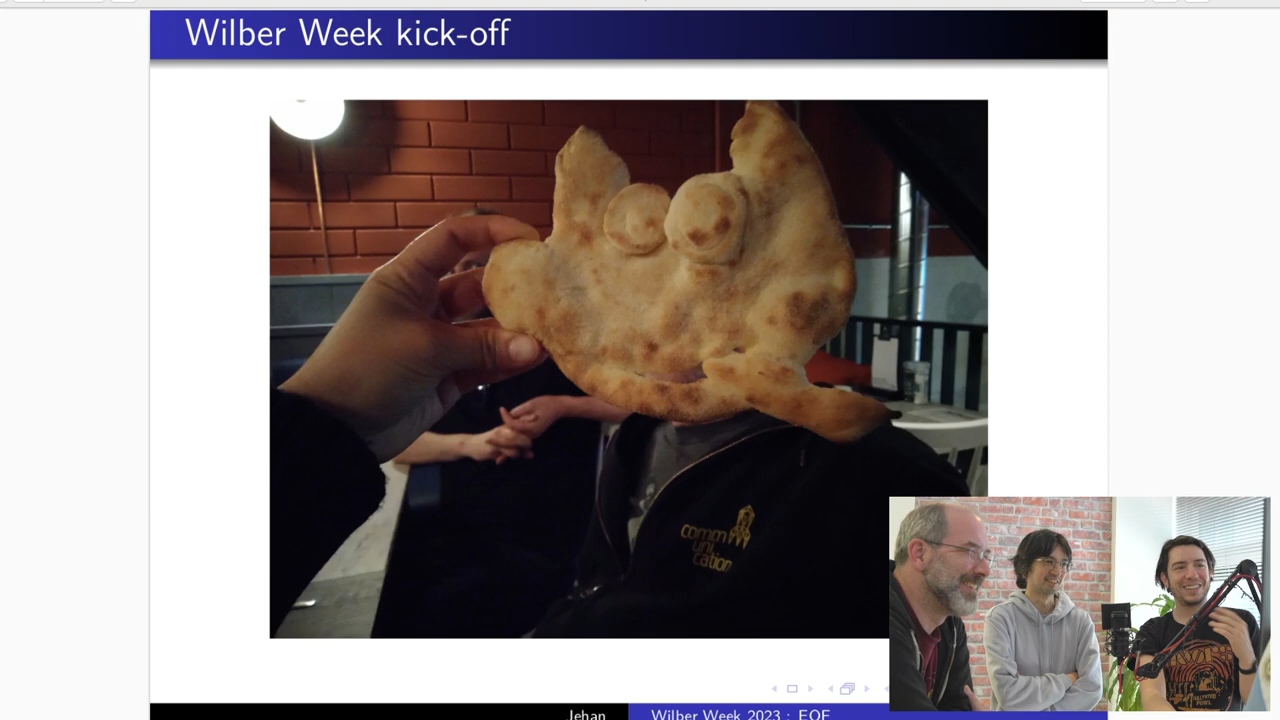 Wilber Week kick-off
comm
uni
cation
Jehan
Wilber Week 2023 : EOF